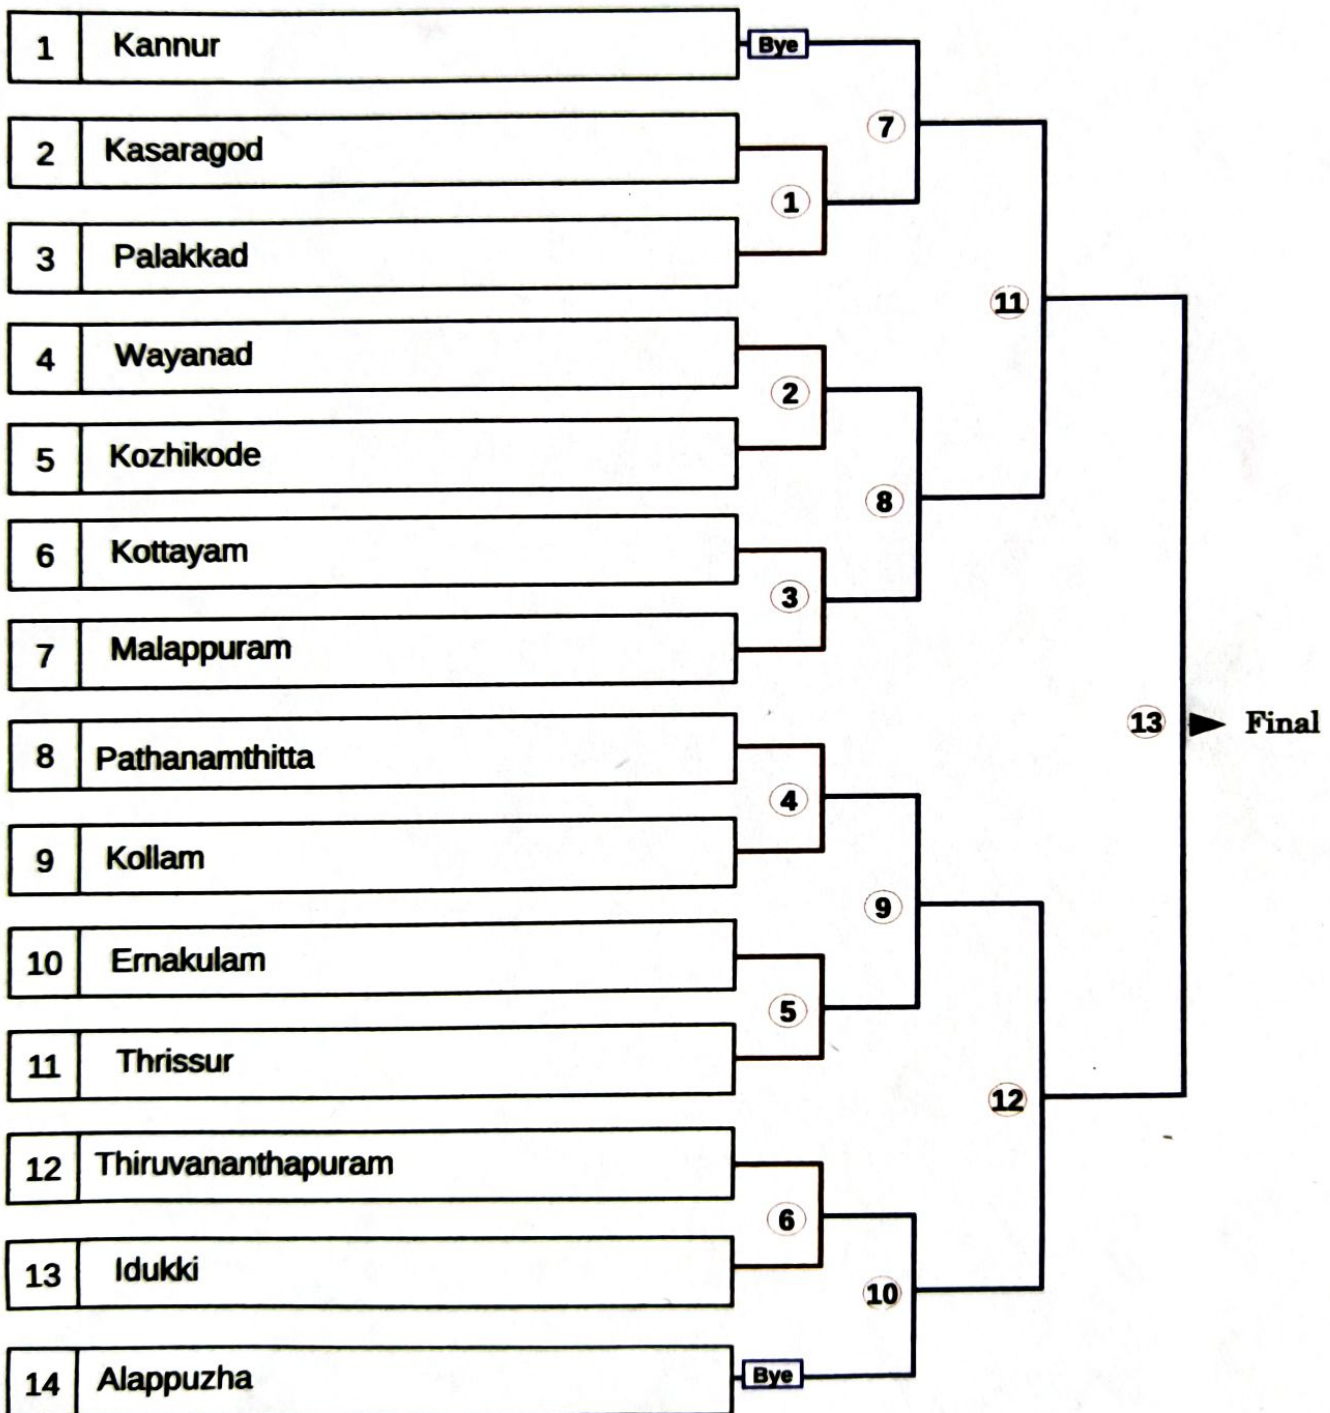 1 Kannur Bye
7
2 Kasaragod
1
3 Palakkad
11
4 Wayanad
2
5 Kozhikode
8
6 Kottayam
3
7 Malappuram
13 Final
8 Pathanamthitta
4
9 Kollam
9
10 Ernakulam
5
11 Thrissur
12
12 Thiruvananthapuram
6
13 Idukki
10
14 Alappuzha Bye